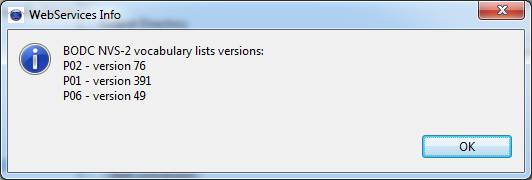 WebServices Info
BODC NVS-2 vocabulary lists versions:
P02 - version 76
P01 - version 391
P06 - version 49
OK